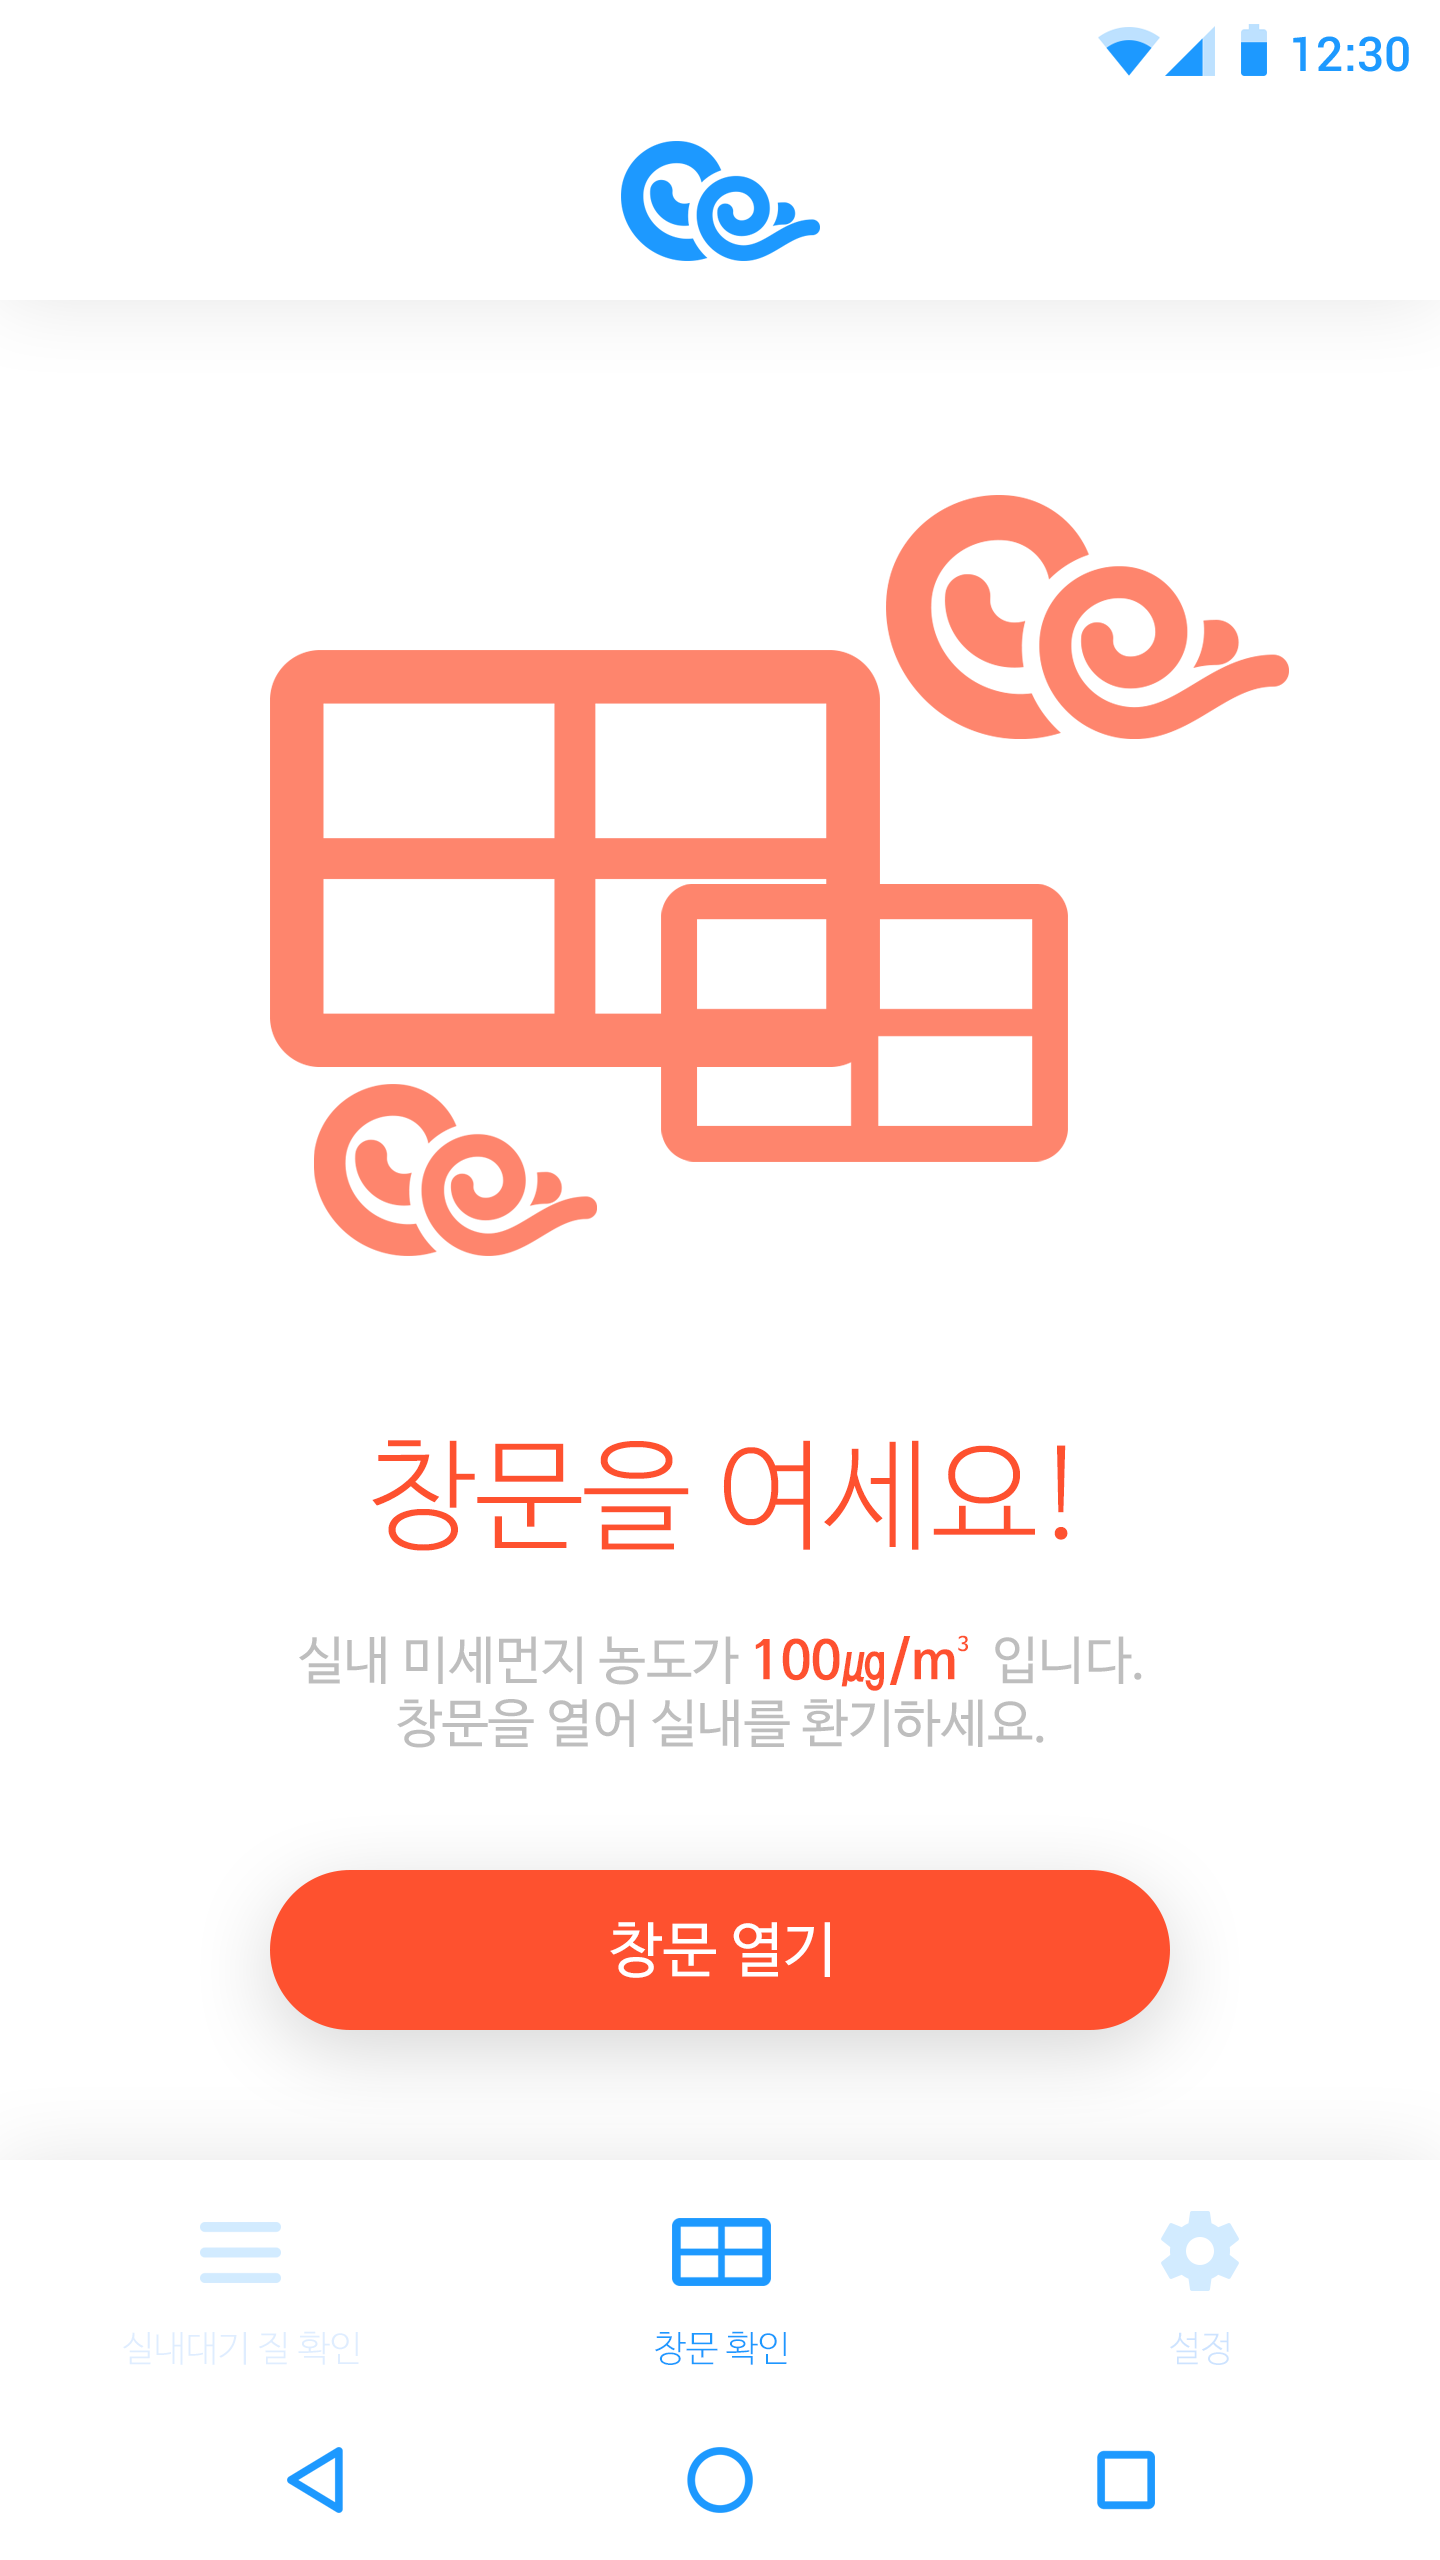 12:30
창문을 여세요!
실내 미세먼지 농도가 100㎍/m³ 입니다.
창문을 열어 실내를 환기하세요.
창문 열기
실내대기 질 확인
창문 확인
설정